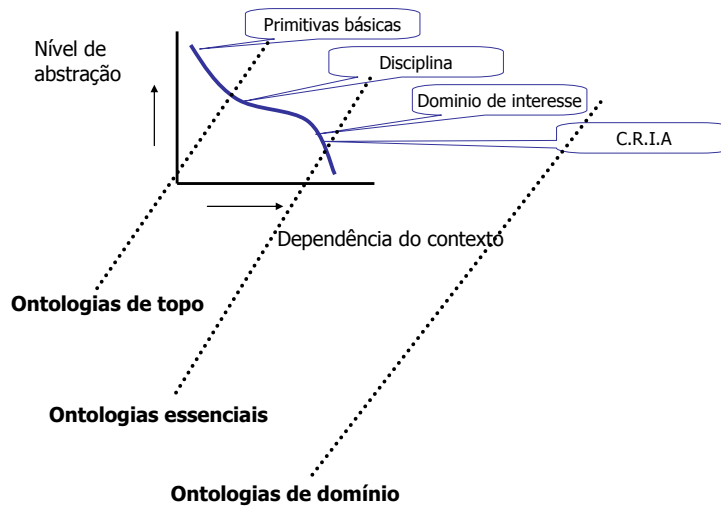 Primitivas básicas
Nível de
abstração
Disciplina
Dominio de interesse
C.R.I.A
Dependência do contexto
Ontologias de topo
Ontologias essenciais
Ontologias de domínio